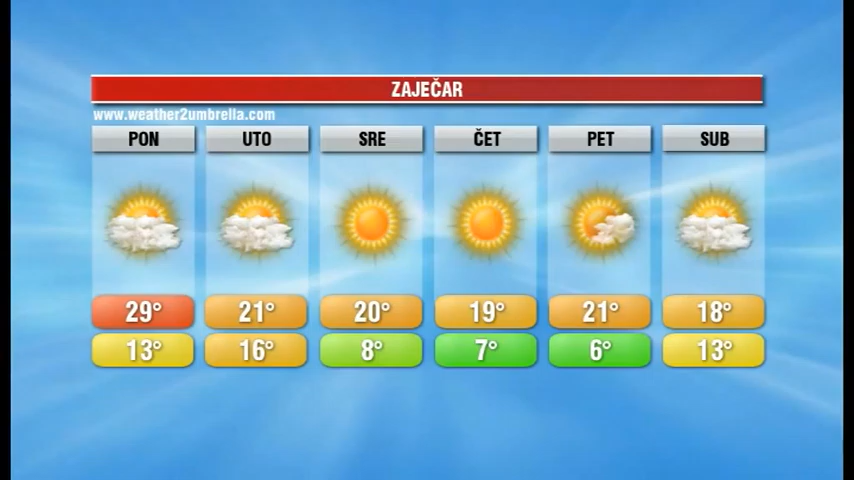 ZAJEČAR
www.weather2umbrella.com
PON UTO SRE ČET PET SUB
29° 21° 20° 19° 21° 18°
13° 16° 8° 7° 6° 13°